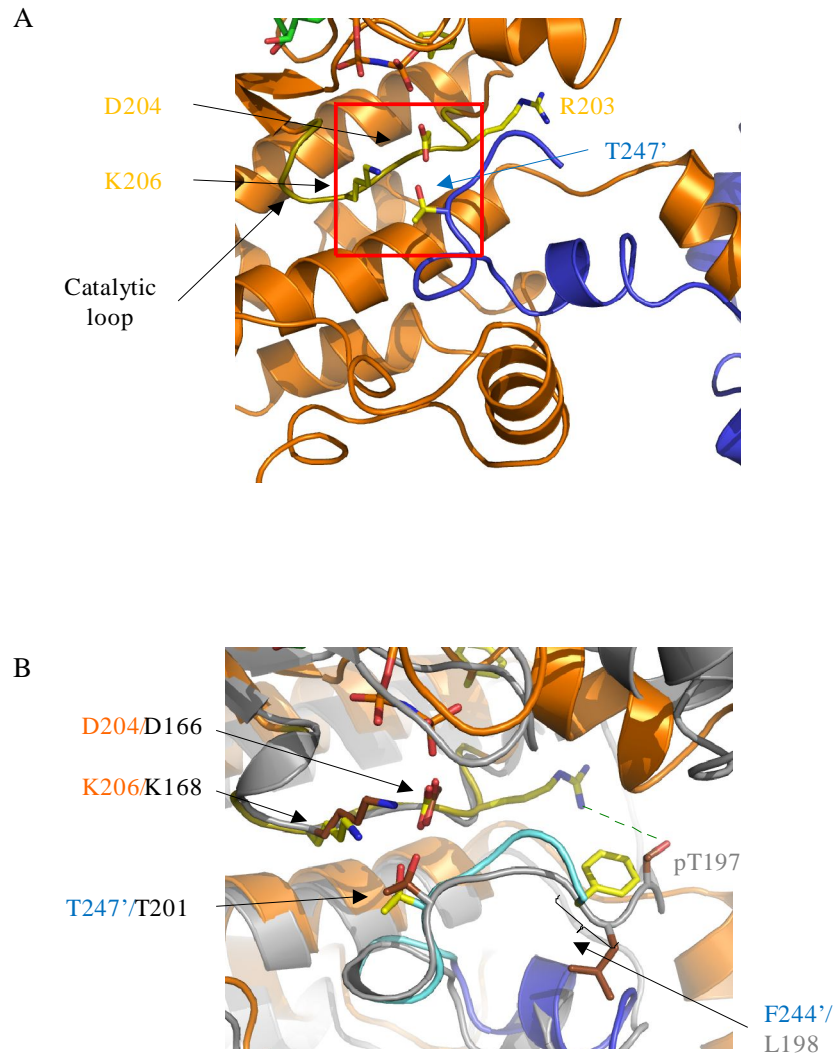 A
D204
R203
T247’
K206
Catalytic
loop
B
D204/D166
K206/K168
pT197
T247’/T201
F244’/
L198